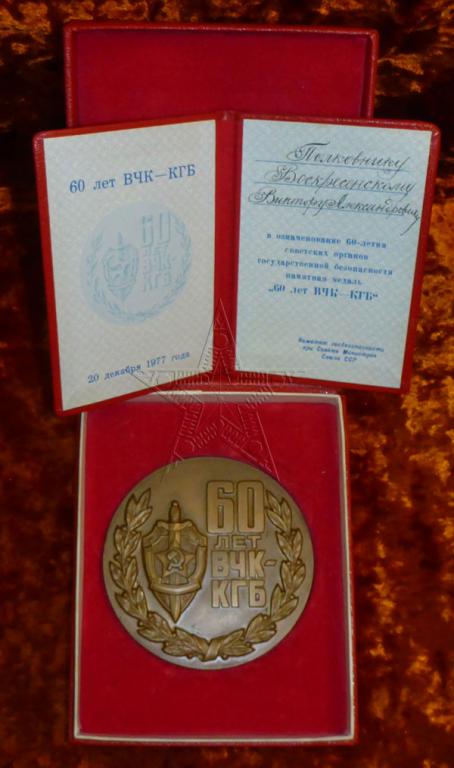 60 лет ВЧК—КГБ
60
ЛЕТ
ВЧК-
КГБ
20 декабря 1977 года
Полковнику
Воскресенскому
Виктору Александровичу
в ознаменование 60-летия
советских органов
государственной безопасности
памятная медаль
„60 лет ВЧК—КГБ“
Комитет госбезопасности
при Совете Министров
Союза ССР
60
ЛЕТ
ВЧК-
КГБ